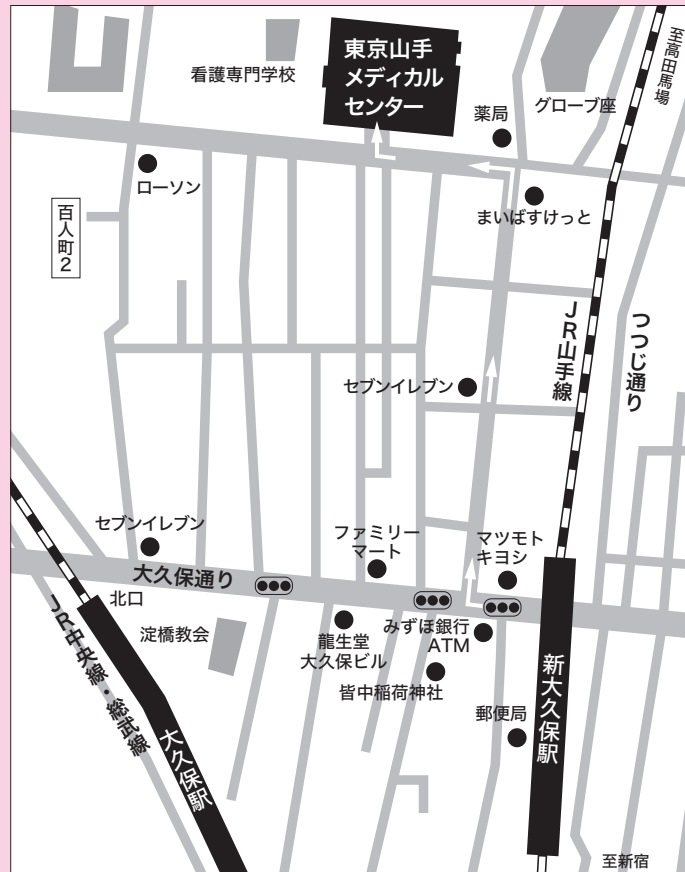 東京山手
メディカル
センター
看護専門学校
薬局
グローブ座
至高田馬場
ローソン
まいばすけっと
百人町2
JR山手線
つつじ通り
セブンイレブン
セブンイレブン
ファミリー
マート
マツモト
キヨシ
大久保通り
北口
淀橋教会
龍生堂
大久保ビル
みずほ銀行
ATM
皆中稲荷神社
郵便局
新大久保駅
JR中央線・総武線
大久保駅
至新宿